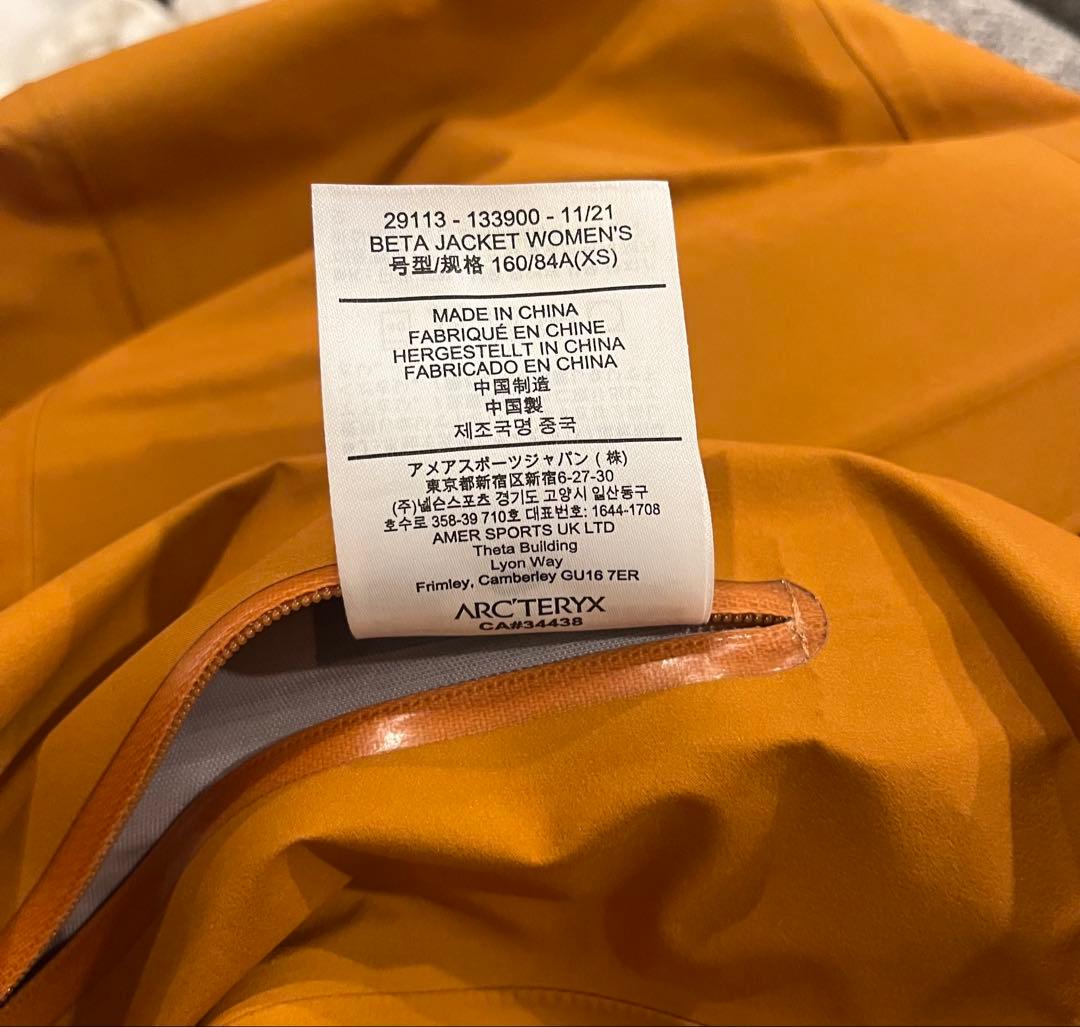 29113 - 133900 - 11/21
BETA JACKET WOMEN'S
号型/规格 160/84A(XS)
MADE IN CHINA
FABRIQUÉ EN CHINE
HERGESTELLT IN CHINA
FABRICADO EN CHINA
中国制造
中国製
제조국명 중국
アメアスポーツジャパン ( 株)
東京都新宿区新宿6-27-30
(주)넬슨스포츠 경기도 고양시 일산동구
호수로 358-39 710호 대표번호: 1644-1708
AMER SPORTS UK LTD
Theta Building
Lyon Way
Frimley, Camberley GU16 7ER
ARC'TERYX
CA#34438